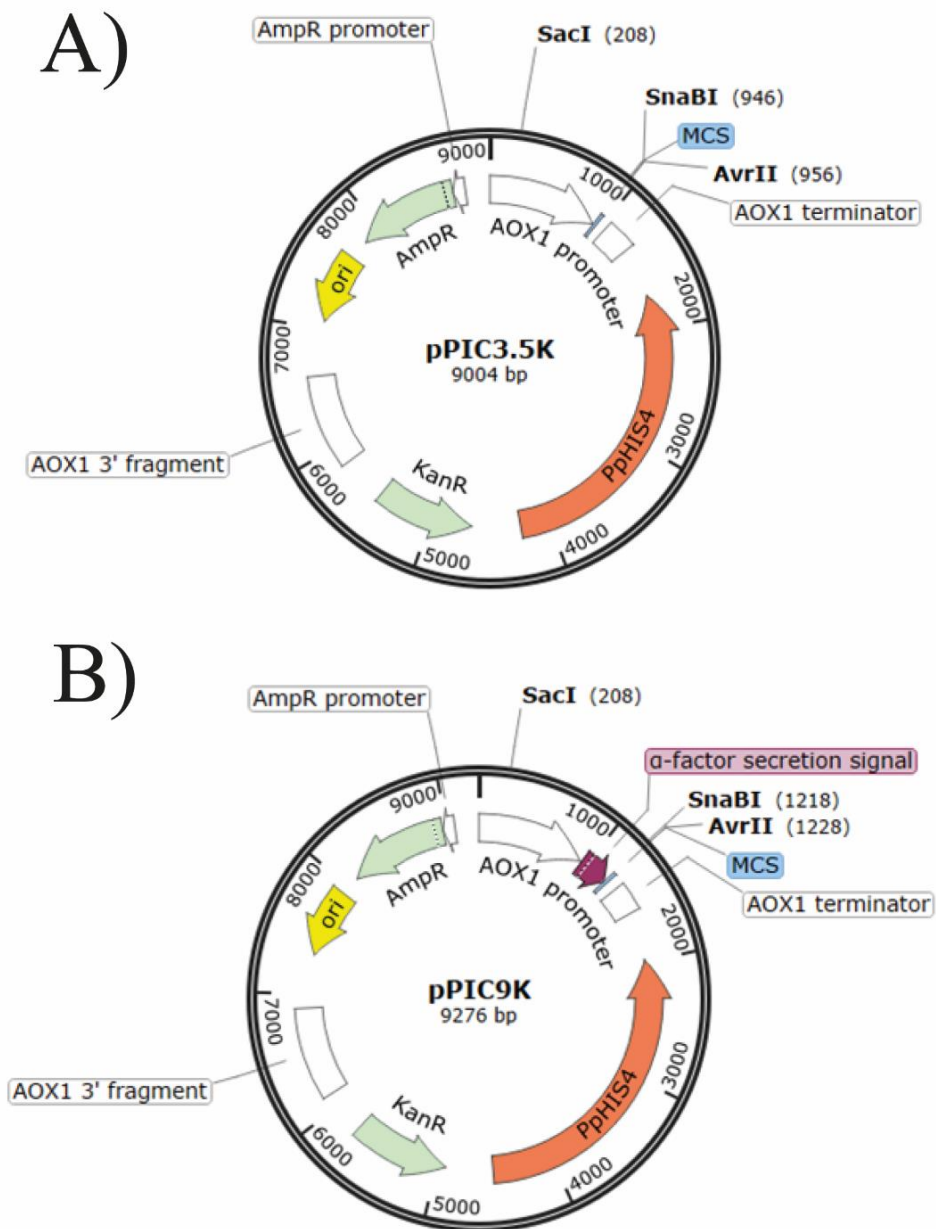 A)
AmpR promoter
SacI (208)
SnaBI (946)
MCS
AvrII (956)
AOX1 terminator
9000
1000
8000
AmpR
AOX1 promoter
ori
2000
7000
pPIC3.5K
9004 bp
PpHIS4
3000
AOX1 3' fragment
6000
KanR
5000
4000
B)
AmpR promoter
SacI (208)
α-factor secretion signal
SnaBI (1218)
AvrII (1228)
MCS
AOX1 terminator
9000
1000
8000
AmpR
AOX1 promoter
ori
2000
7000
pPIC9K
9276 bp
PpHIS4
3000
AOX1 3' fragment
6000
KanR
5000
4000